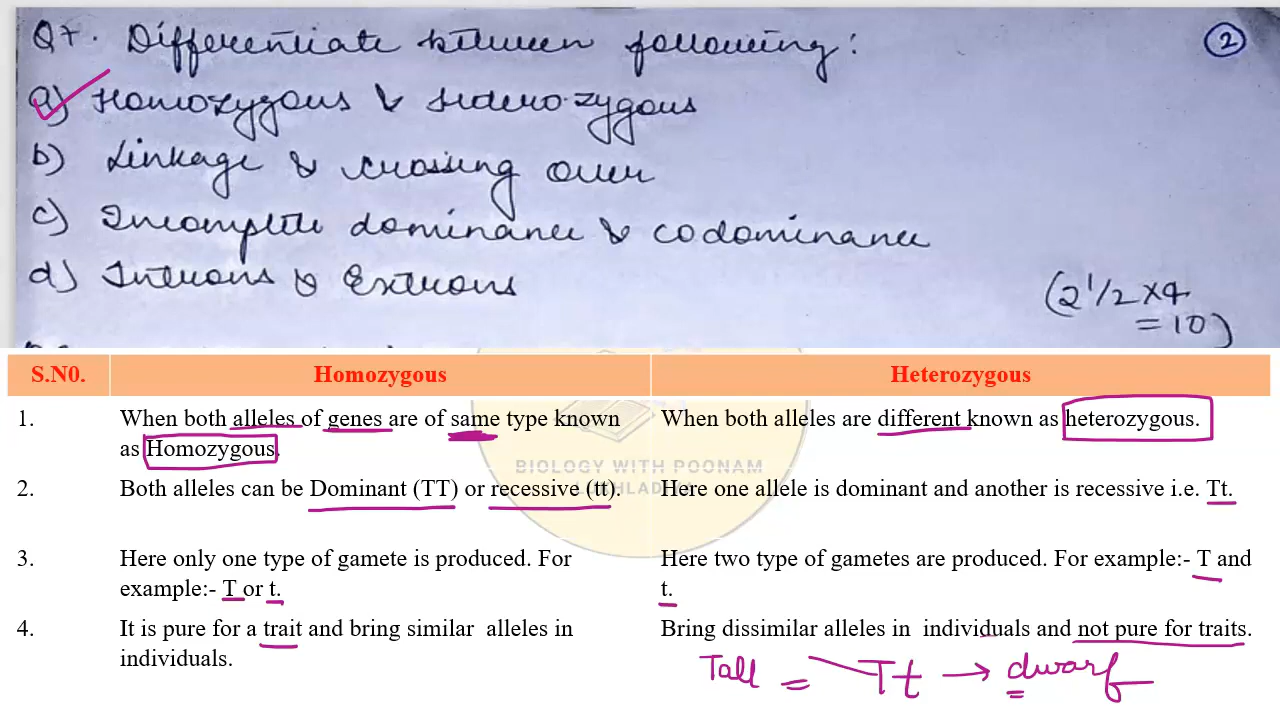 Q7. Differentiate between following:
2
a) Homozygous & Heterozygous
b) Linkage & crossing over
c) Incomplete dominance & codominance
d) Introns & Extrons
(2 1/2 x 4
= 10)
S.N0. Homozygous Heterozygous
1. When both alleles of genes are of same type known When both alleles are different known as heterozygous.
as Homozygous.
BIOLOGY WITH POONAM
2. Both alleles can be Dominant (TT) or recessive (tt). Here one allele is dominant and another is recessive i.e. Tt.
3. Here only one type of gamete is produced. For Here two type of gametes are produced. For example:- T and
example:- T or t. t.
4. It is pure for a trait and bring similar alleles in Bring dissimilar alleles in individuals and not pure for traits.
individuals.
Tall = Tt → dwarf